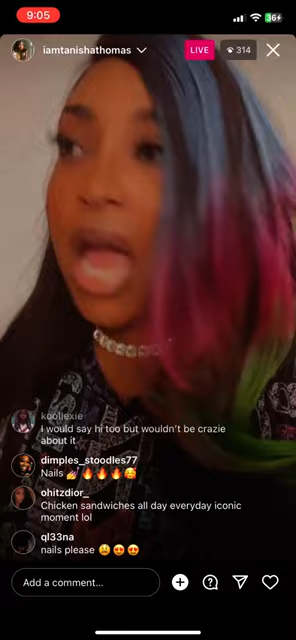 9:05
36
iamtanishathomas
LIVE
314
koollexie
I would say hi too but wouldn't be crazie
about it
dimples_stoodles77
Nails 💅🔥🔥🔥🔥🥰
ohitzdior_
Chicken sandwiches all day everyday iconic
moment lol
ql33na
nails please 😫😍😍
Add a comment...